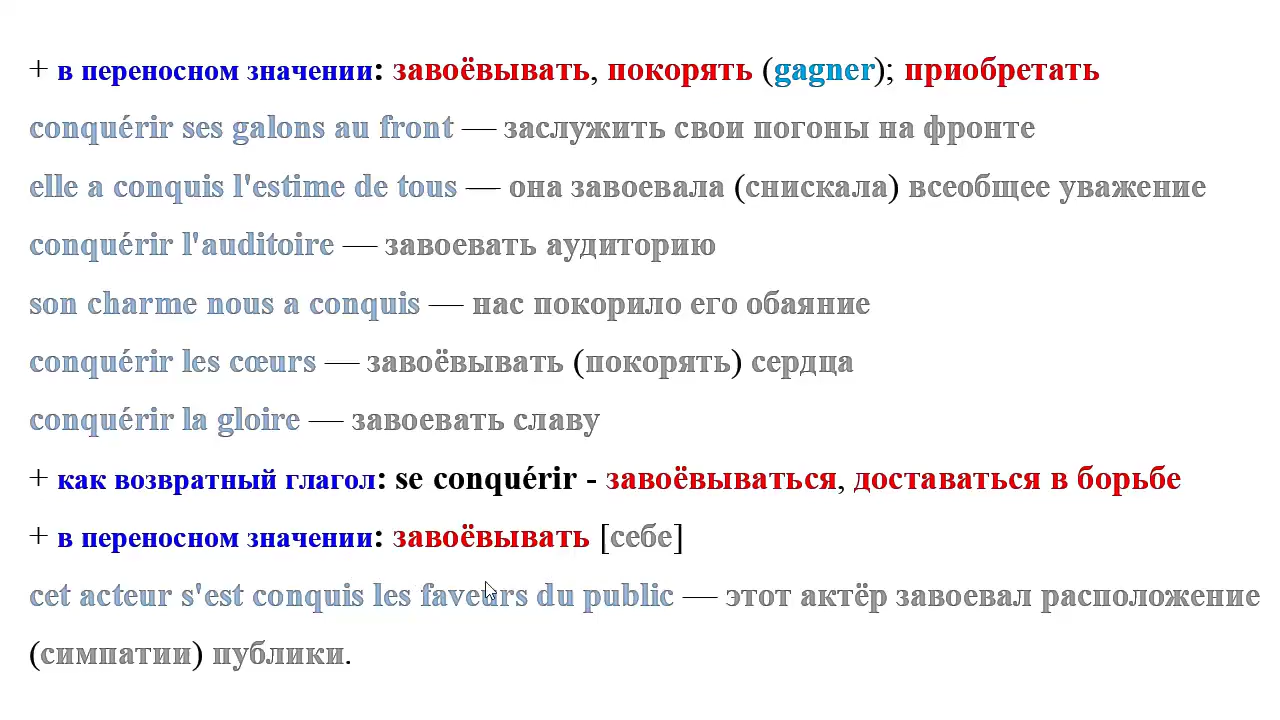 + в переносном значении: завоёвывать, покорять (gagner); приобретать
conquérir ses galons au front — заслужить свои погоны на фронте
elle a conquis l'estime de tous — она завоевала (снискала) всеобщее уважение
conquérir l'auditoire — завоевать аудиторию
son charme nous a conquis — нас покорило его обаяние
conquérir les cœurs — завоёвывать (покорять) сердца
conquérir la gloire — завоевать славу
+ как возвратный глагол: se conquérir - завоёвываться, доставаться в борьбе
+ в переносном значении: завоёвывать [себе]
cet acteur s'est conquis les faveurs du public — этот актёр завоевал расположение
(симпатии) публики.